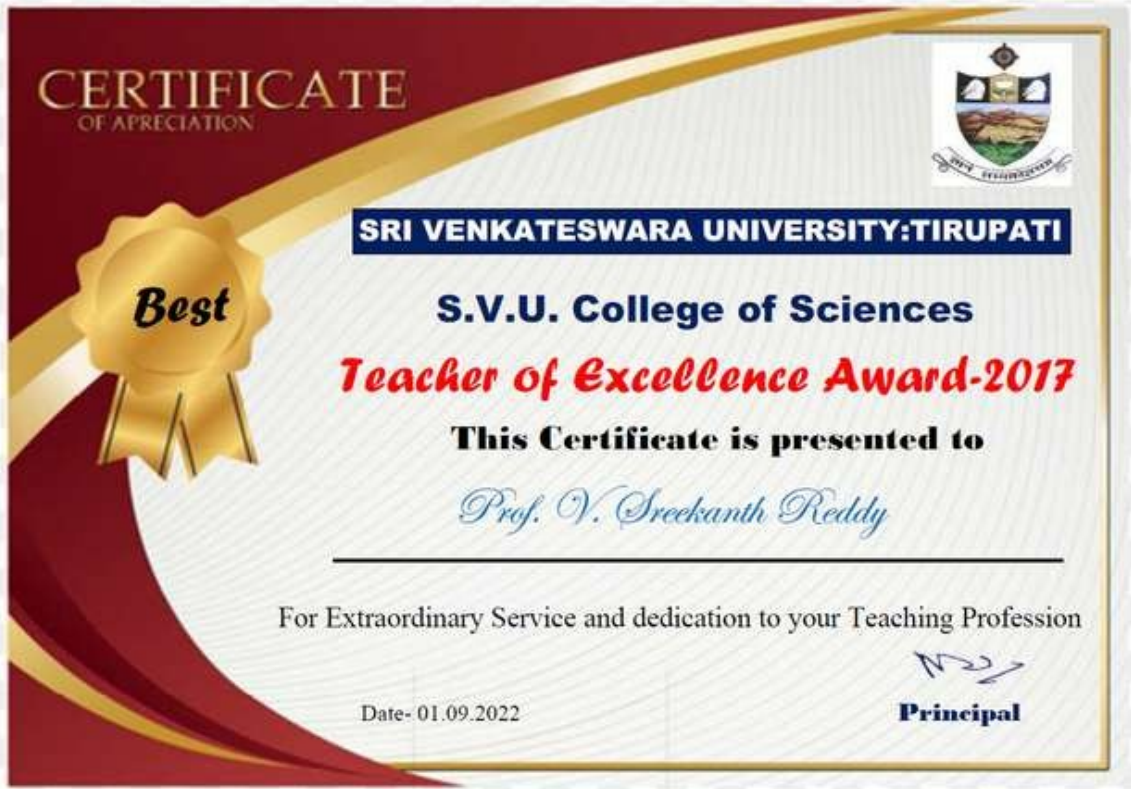 CERTIFICATE
OF APRECIATION
SRI VENKATESWARA UNIVERSITY:TIRUPATI
Best
S.V.U. College of Sciences
Teacher of Excellence Award-2017
This Certificate is presented to
Prof. V. Sreekanth Reddy
For Extraordinary Service and dedication to your Teaching Profession
Date- 01.09.2022
Principal